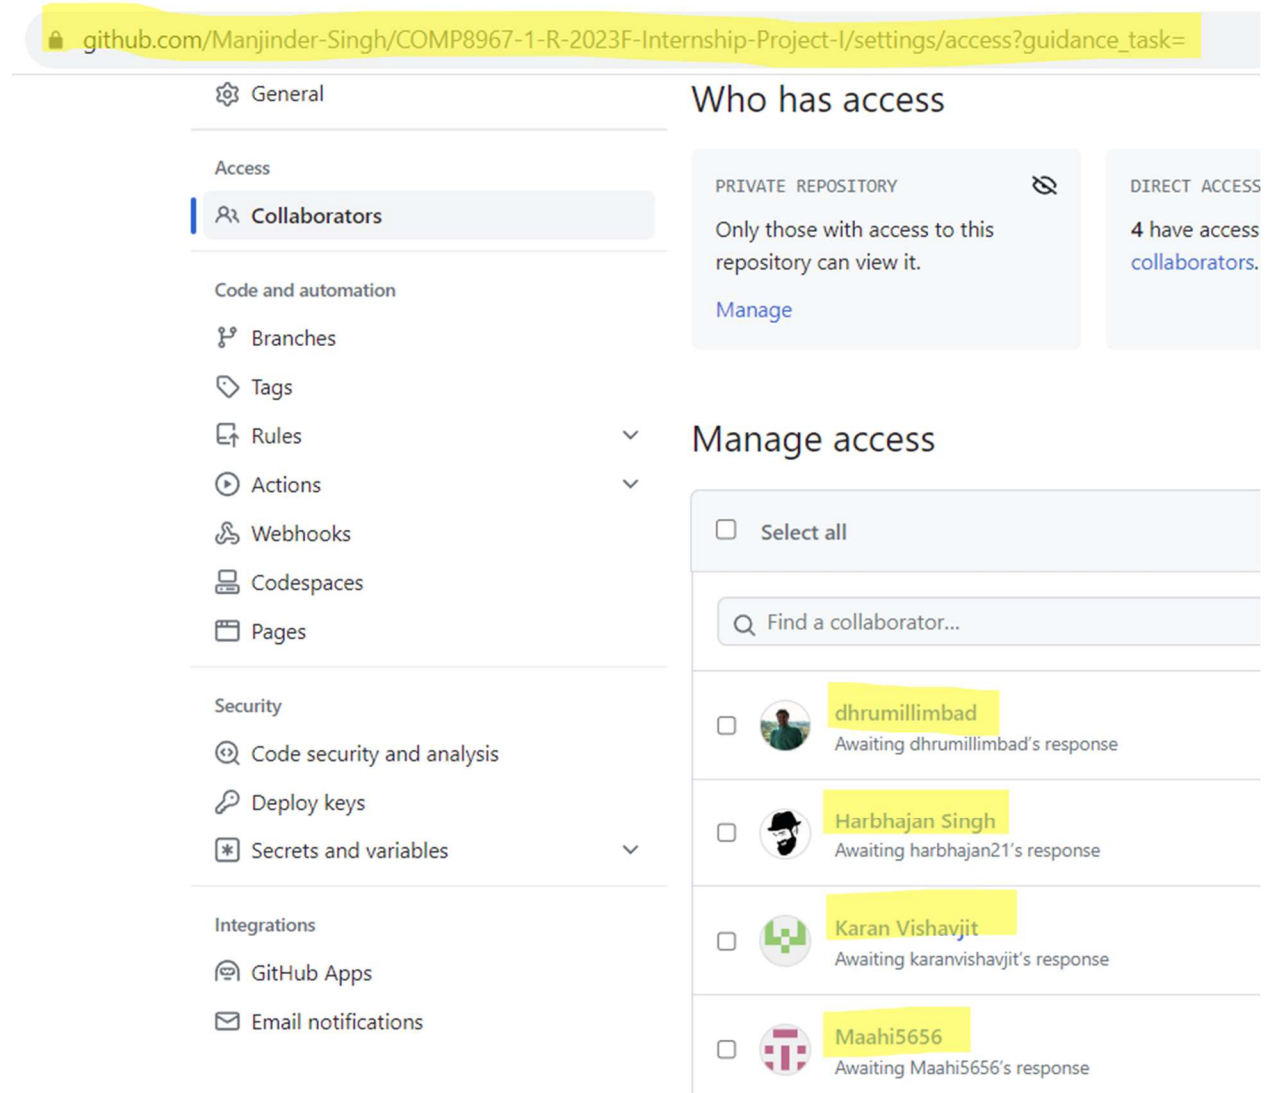 github.com/Manjinder-Singh/COMP8967-1-R-2023F-Internship-Project-I/settings/access?guidance_task=
General
Access
Collaborators
Code and automation
Branches
Tags
Rules
Actions
Webhooks
Codespaces
Pages
Security
Code security and analysis
Deploy keys
Secrets and variables
Integrations
GitHub Apps
Email notifications
Who has access
PRIVATE REPOSITORY
Only those with access to this
repository can view it.
Manage
DIRECT ACCESS
4 have access
collaborators.
Manage access
Select all
Find a collaborator...
dhrumillimbad
Awaiting dhrumillimbad's response
Harbhajan Singh
Awaiting harbhajan21's response
Karan Vishavjit
Awaiting karanvishavjit's response
Maahi5656
Awaiting Maahi5656's response